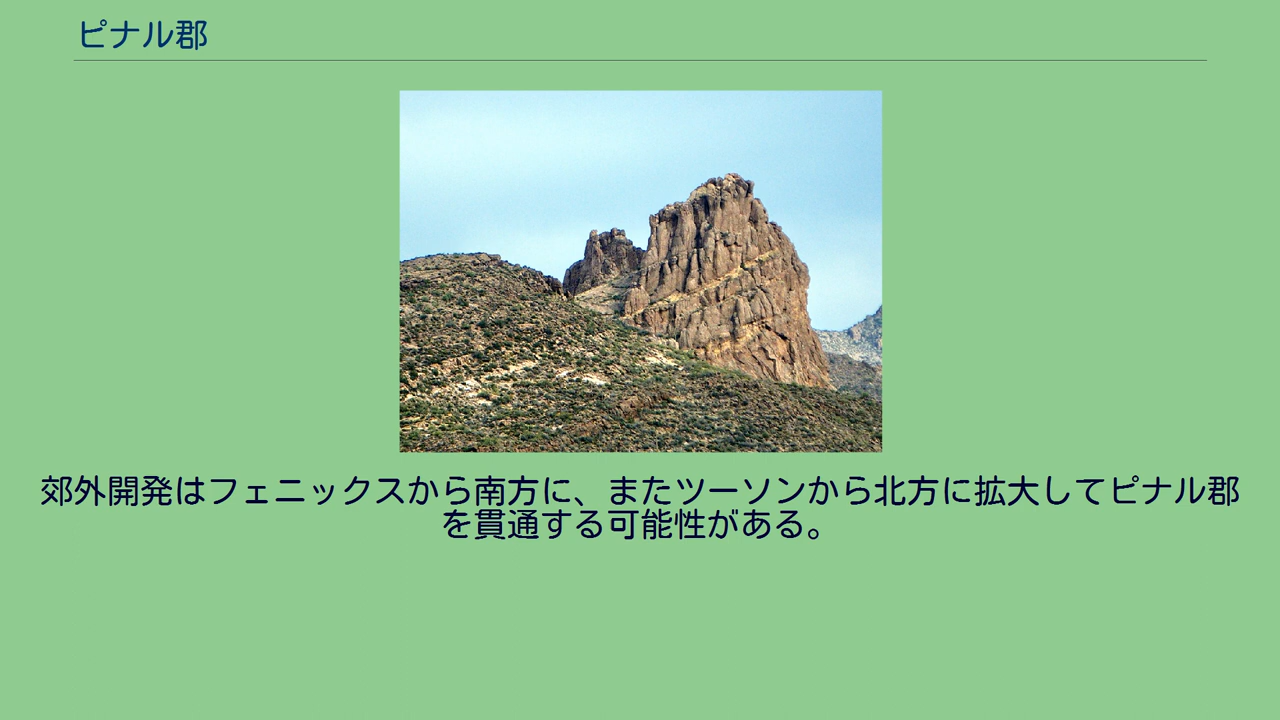 ピナル郡
郊外開発はフェニックスから南方に、またツーソンから北方に拡大してピナル郡
を貫通する可能性がある。